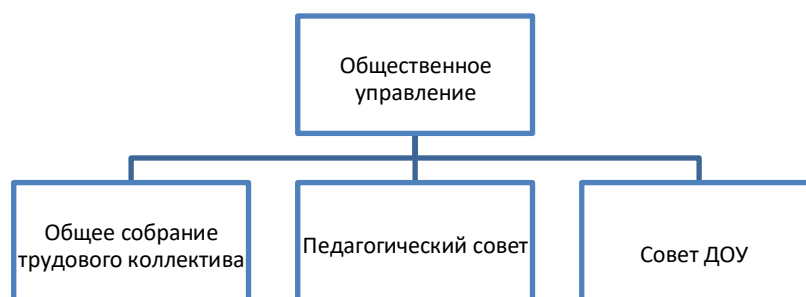 Общественное
управление
Общее собрание
трудового коллектива
Педагогический совет
Совет ДОУ